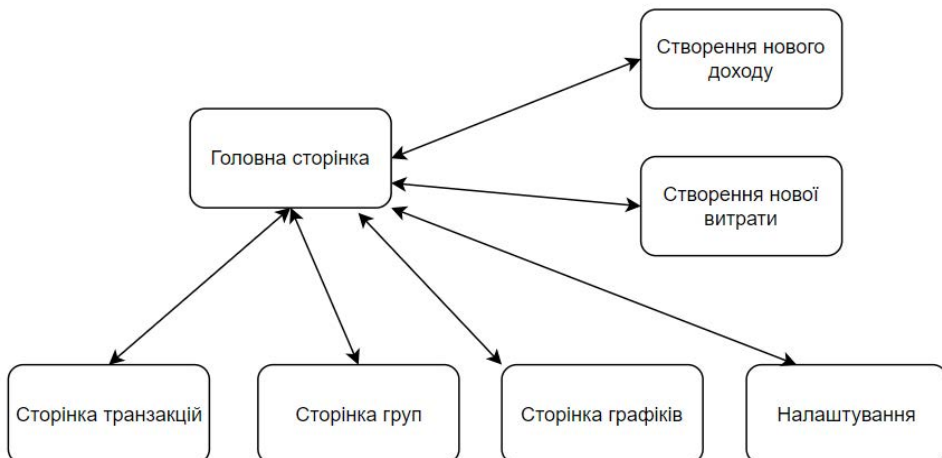 Створення нового
доходу
Головна сторінка
Створення нової
витрати
Сторінка транзакцій
Сторінка груп
Сторінка графіків
Налаштування